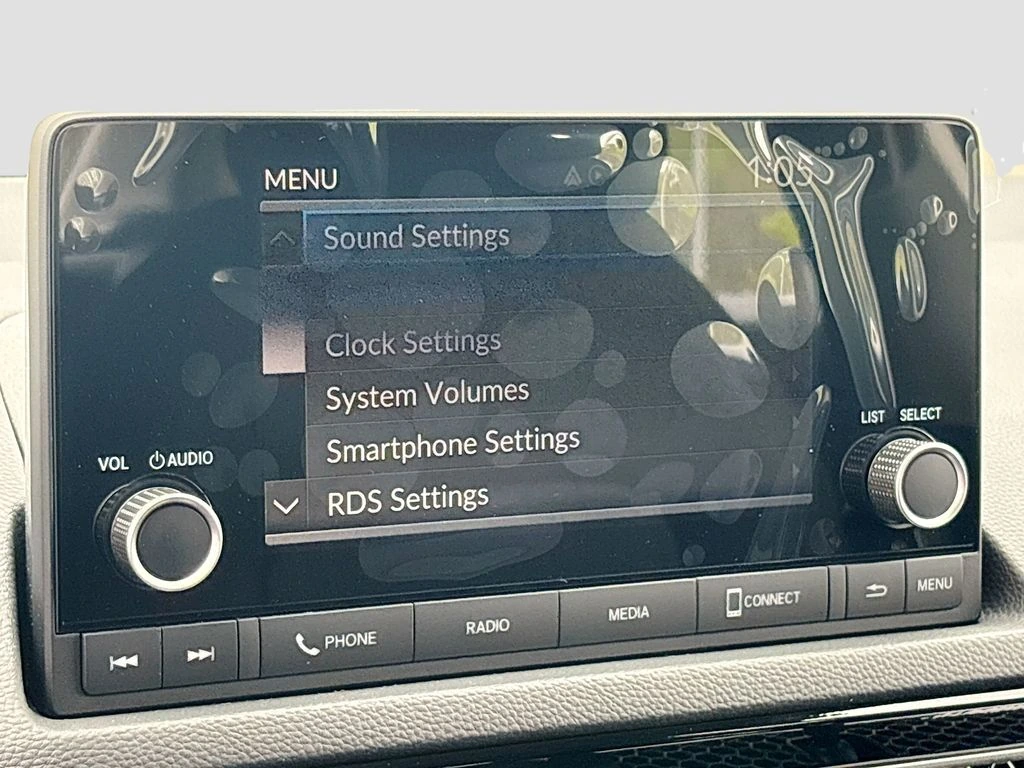 MENU
1:05
Sound Settings
Clock Settings
System Volumes
Smartphone Settings
RDS Settings
VOL AUDIO
LIST SELECT
PHONE
RADIO
MEDIA
CONNECT
MENU